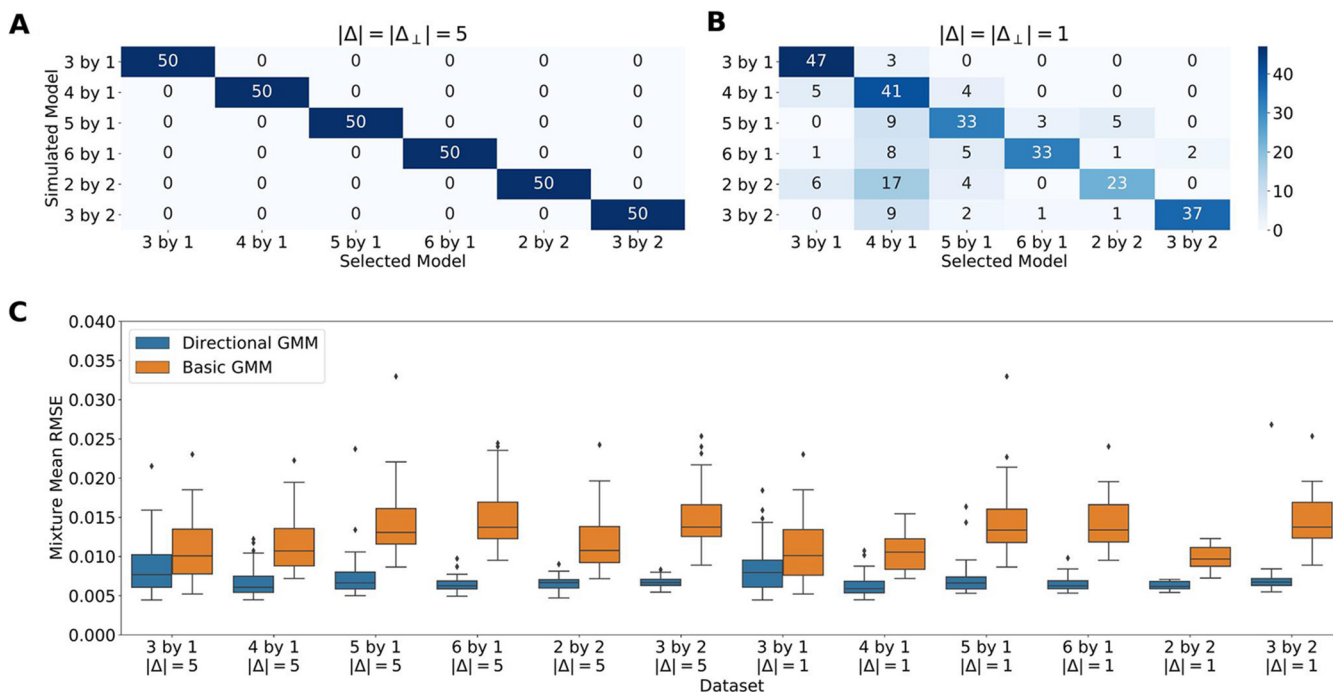 A
|Δ| = |Δ⊥| = 5
Simulated Model
3 by 1 50 0 0 0 0 0
4 by 1 0 50 0 0 0 0
5 by 1 0 0 50 0 0 0
6 by 1 0 0 0 50 0 0
2 by 2 0 0 0 0 50 0
3 by 2 0 0 0 0 0 50
3 by 1 4 by 1 5 by 1 6 by 1 2 by 2 3 by 2
Selected Model
B
|Δ| = |Δ⊥| = 1
3 by 1 47 3 0 0 0 0
4 by 1 5 41 4 0 0 0
5 by 1 0 9 33 3 5 0
6 by 1 1 8 5 33 1 2
2 by 2 6 17 4 0 23 0
3 by 2 0 9 2 1 1 37
3 by 1 4 by 1 5 by 1 6 by 1 2 by 2 3 by 2
Selected Model
40
30
20
10
0
C
Mixture Mean RMSE
0.040
0.035
0.030
0.025
0.020
0.015
0.010
0.005
0.000
Directional GMM
Basic GMM
3 by 1 4 by 1 5 by 1 6 by 1 2 by 2 3 by 2 3 by 1 4 by 1 5 by 1 6 by 1 2 by 2 3 by 2
|Δ| = 5 |Δ| = 5 |Δ| = 5 |Δ| = 5 |Δ| = 5 |Δ| = 5 |Δ| = 1 |Δ| = 1 |Δ| = 1 |Δ| = 1 |Δ| = 1 |Δ| = 1
Dataset